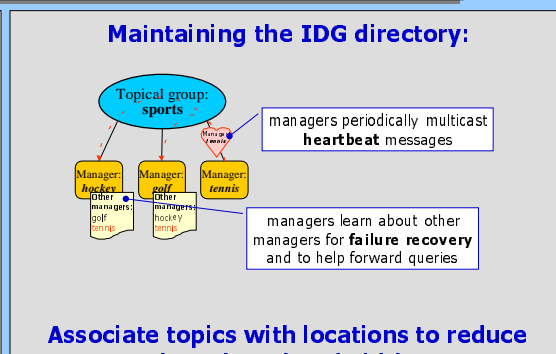 Maintaining the IDG directory:
Topical group:
sports
Manager:
tennis
managers periodically multicast
heartbeat messages
Manager:
hockey
Manager:
golf
Manager:
tennis
Other
managers:
golf
tennis
Other
managers:
hockey
tennis
managers learn about other
managers for failure recovery
and to help forward queries
Associate topics with locations to reduce